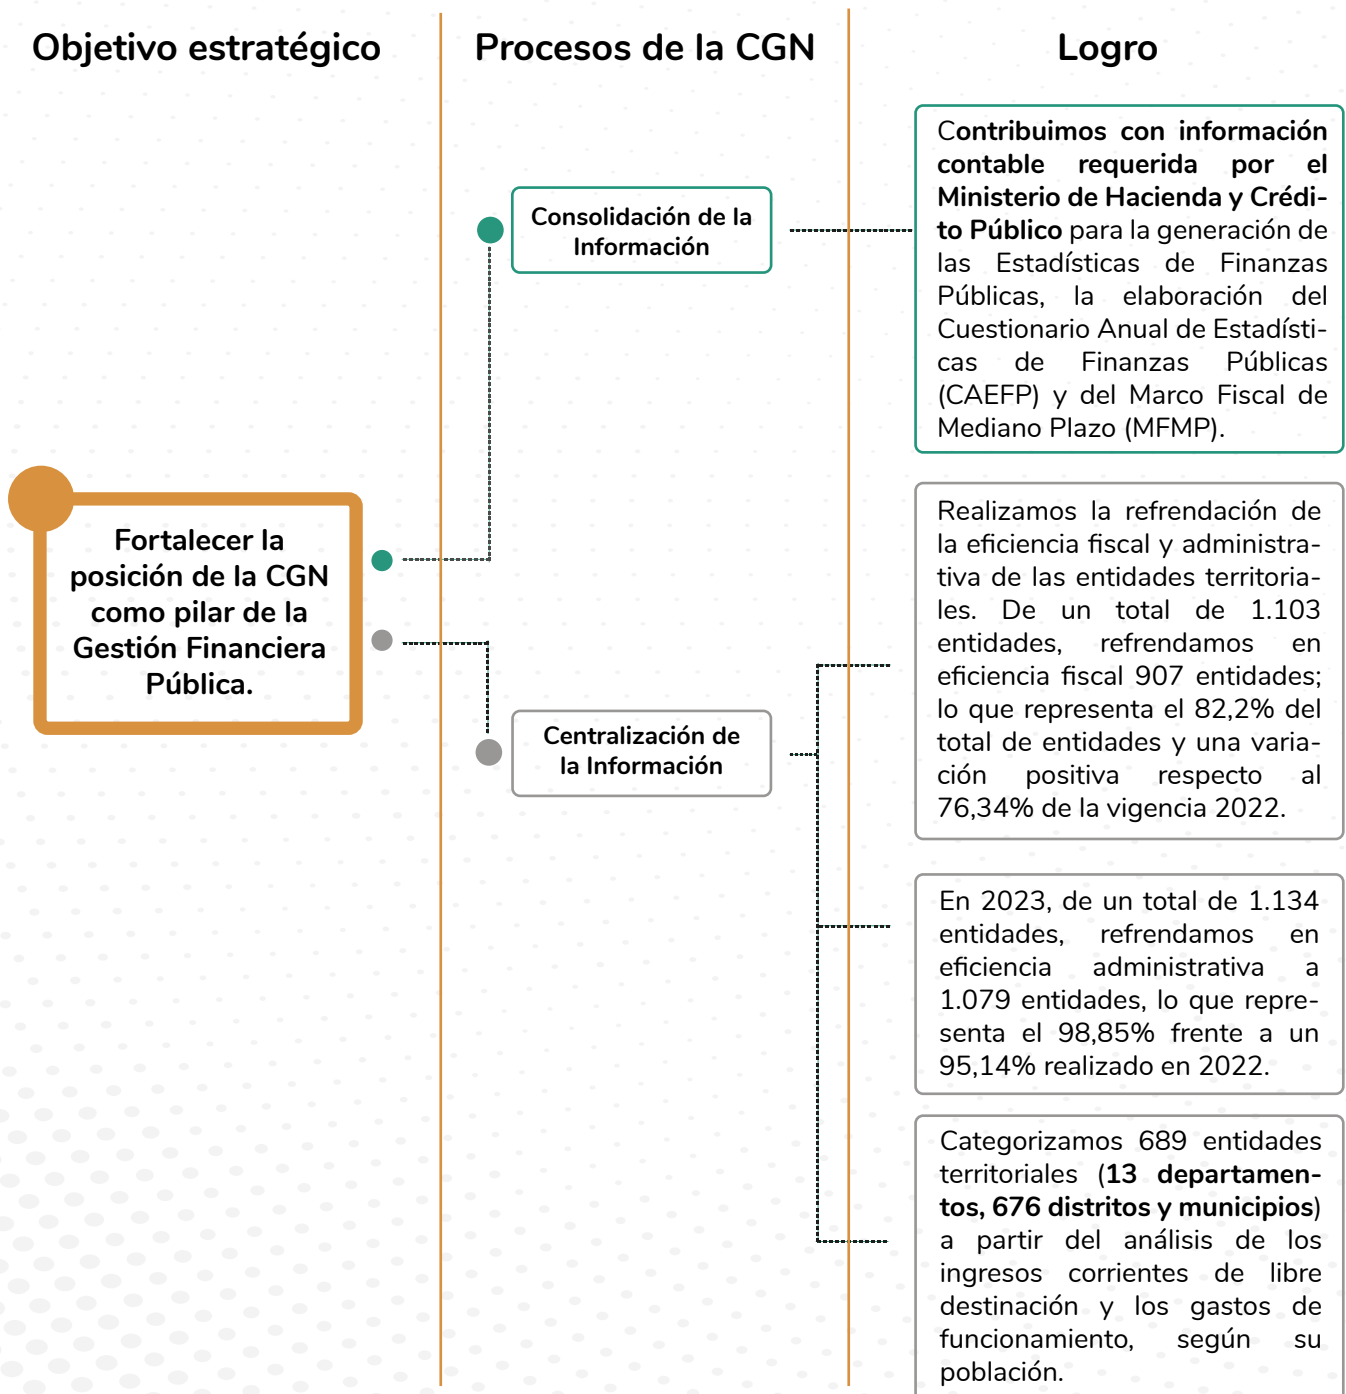 Objetivo estratégico
Procesos de la CGN
Logro
Fortalecer la
posición de la CGN
como pilar de la
Gestión Financiera
Pública.
Consolidación de la
Información
Contribuimos con información
contable requerida por el
Ministerio de Hacienda y Crédi-
to Público para la generación de
las Estadísticas de Finanzas
Públicas, la elaboración del
Cuestionario Anual de Estadísti-
cas de Finanzas Públicas
(CAEFP) y del Marco Fiscal de
Mediano Plazo (MFMP).
Centralización de
la Información
Realizamos la refrendación de
la eficiencia fiscal y administra-
tiva de las entidades territoria-
les. De un total de 1.103
entidades, refrendamos en
eficiencia fiscal 907 entidades;
lo que representa el 82,2% del
total de entidades y una varia-
ción positiva respecto al
76,34% de la vigencia 2022.
En 2023, de un total de 1.134
entidades, refrendamos en
eficiencia administrativa a
1.079 entidades, lo que repre-
senta el 98,85% frente a un
95,14% realizado en 2022.
Categorizamos 689 entidades
territoriales (13 departamen-
tos, 676 distritos y municipios)
a partir del análisis de los
ingresos corrientes de libre
destinación y los gastos de
funcionamiento, según su
población.